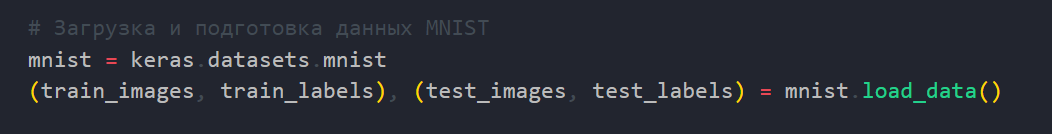 # Загрузка и подготовка данных MNIST
mnist = keras.datasets.mnist
(train_images, train_labels), (test_images, test_labels) = mnist.load_data()